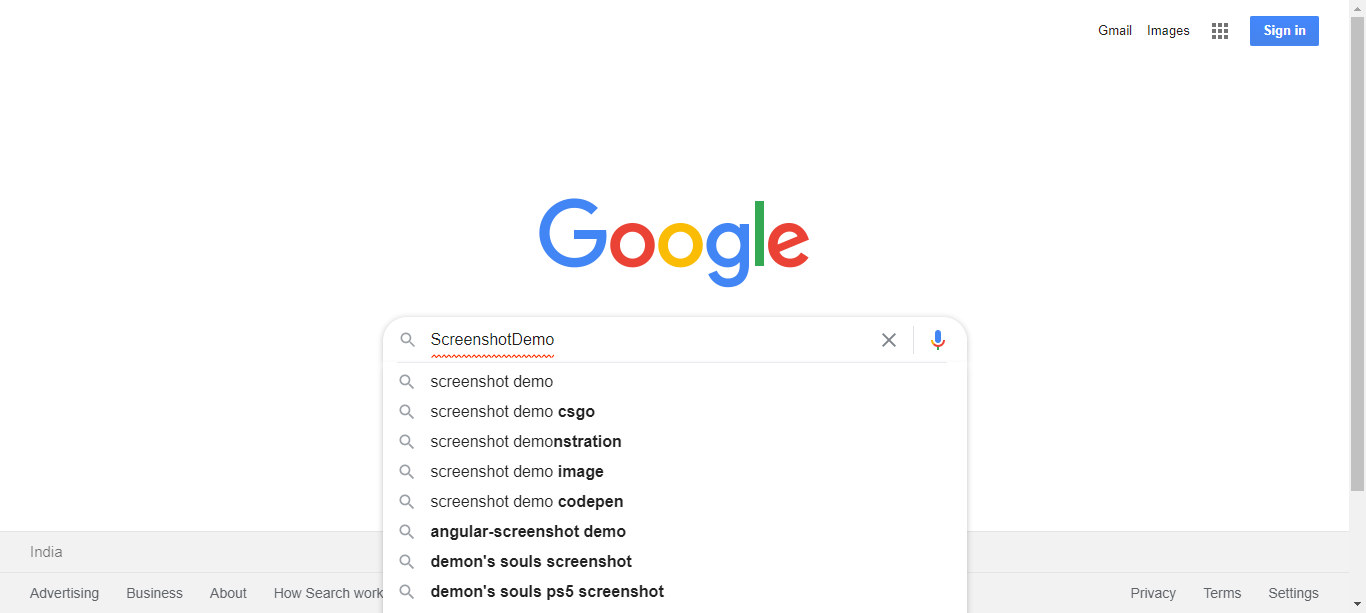 Gmail Images Sign in
Google
ScreenshotDemo
screenshot demo
screenshot demo csgo
screenshot demonstration
screenshot demo image
screenshot demo codepen
angular-screenshot demo
demon's souls screenshot
demon's souls ps5 screenshot
India
Advertising Business About How Search work Privacy Terms Settings